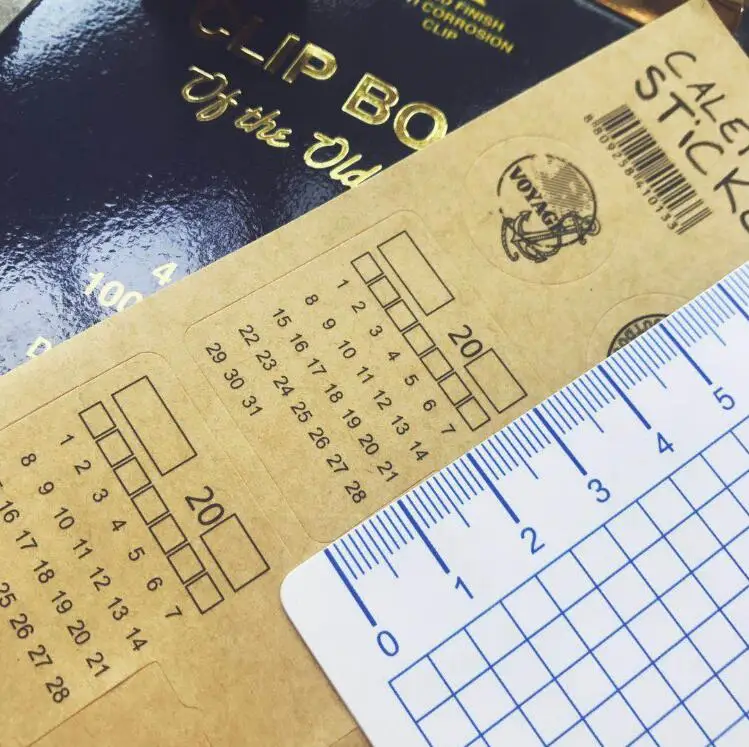 FINISH
CORROSION
CLIP
CLIP BO
Of the Old
4
100
CALE
STICK
VOYAGE
20
1 2 3 4 5 6 7
8 9 10 11 12 13 14
15 16 17 18 19 20 21
22 23 24 25 26 27 28
29 30 31
20
1 2 3 4 5 6 7
8 9 10 11 12 13 14
16 17 18 19 20 21
25 26 27 28
0 1 2 3 4 5